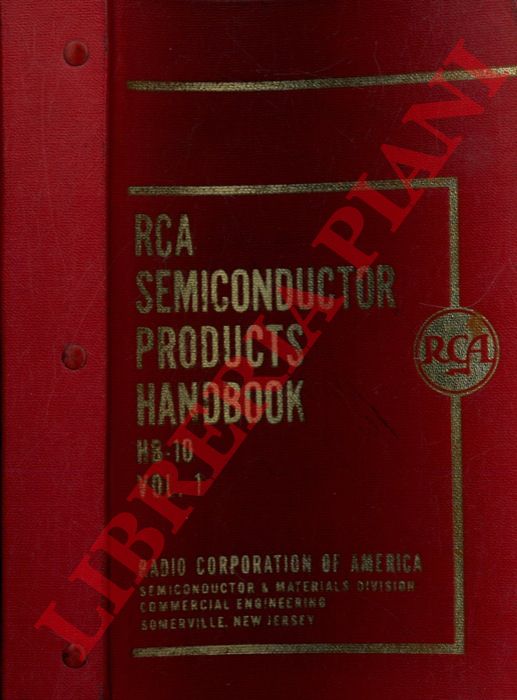 RCA
SEMICONDUCTOR
PRODUCTS
HANDBOOK
HB-10
VOL. 1
RCA
RADIO CORPORATION OF AMERICA
SEMICONDUCTOR & MATERIALS DIVISION
COMMERCIAL ENGINEERING
SOMERVILLE, NEW JERSEY
LIBRERIA PIANI